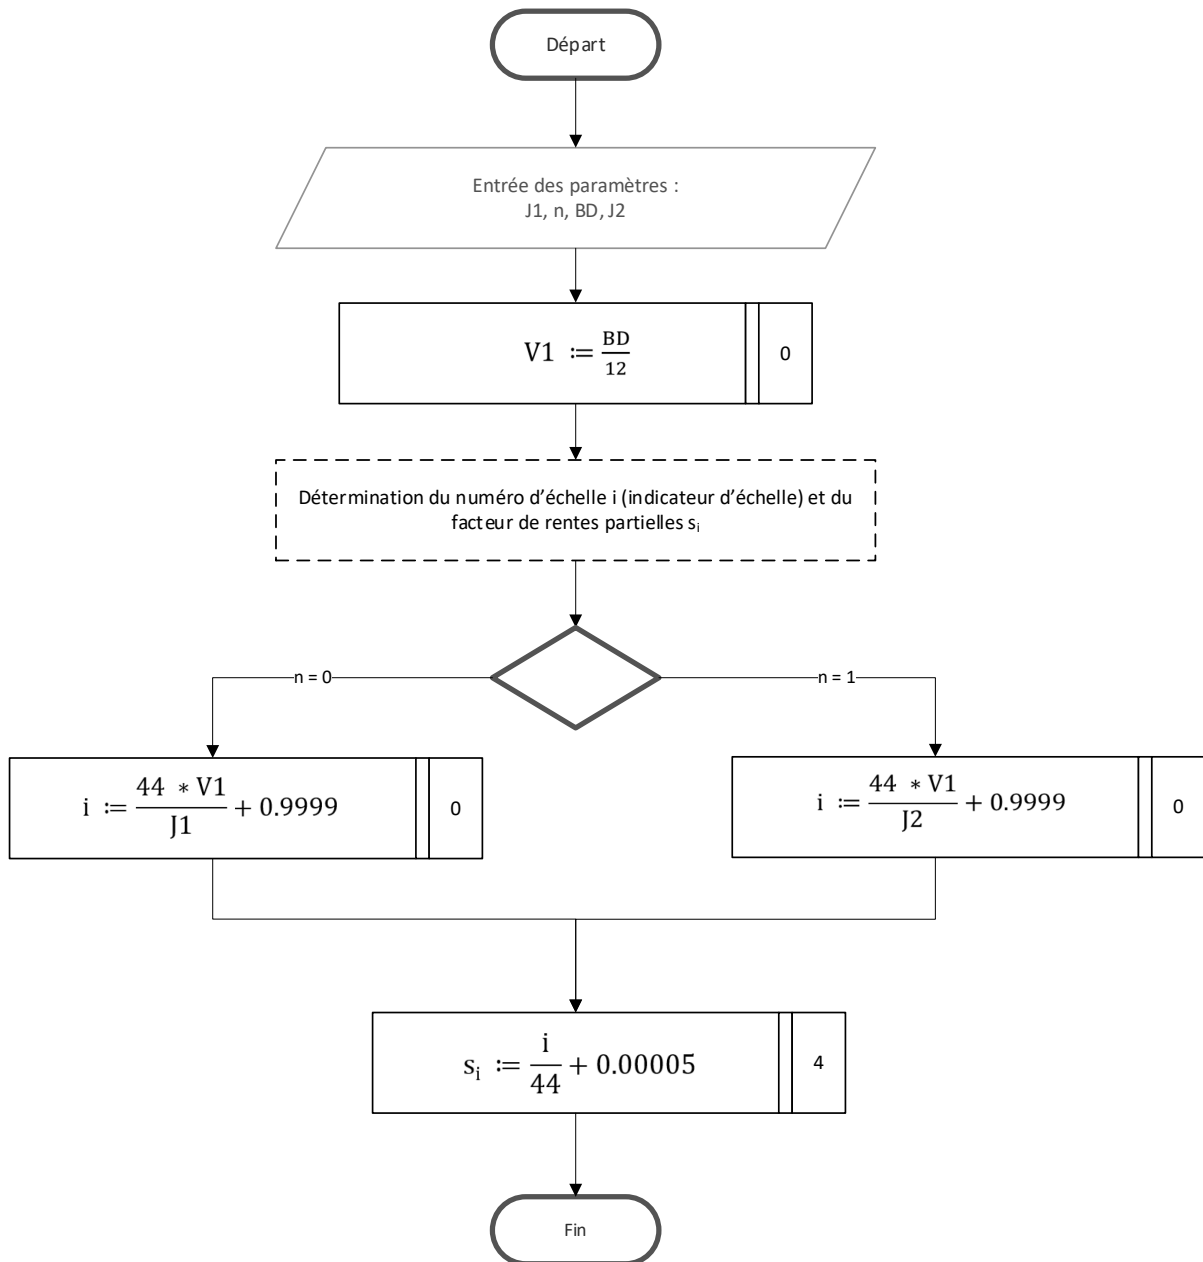 Départ
Entrée des paramètres :
J1, n, BD, J2
V1 := BD/12
0
Détermination du numéro d'échelle i (indicateur d'échelle) et du
facteur de rentes partielles sᵢ
n = 0
n = 1
i := 44 * V1/J1 + 0.9999
0
i := 44 * V1/J2 + 0.9999
0
sᵢ := i/44 + 0.00005
4
Fin